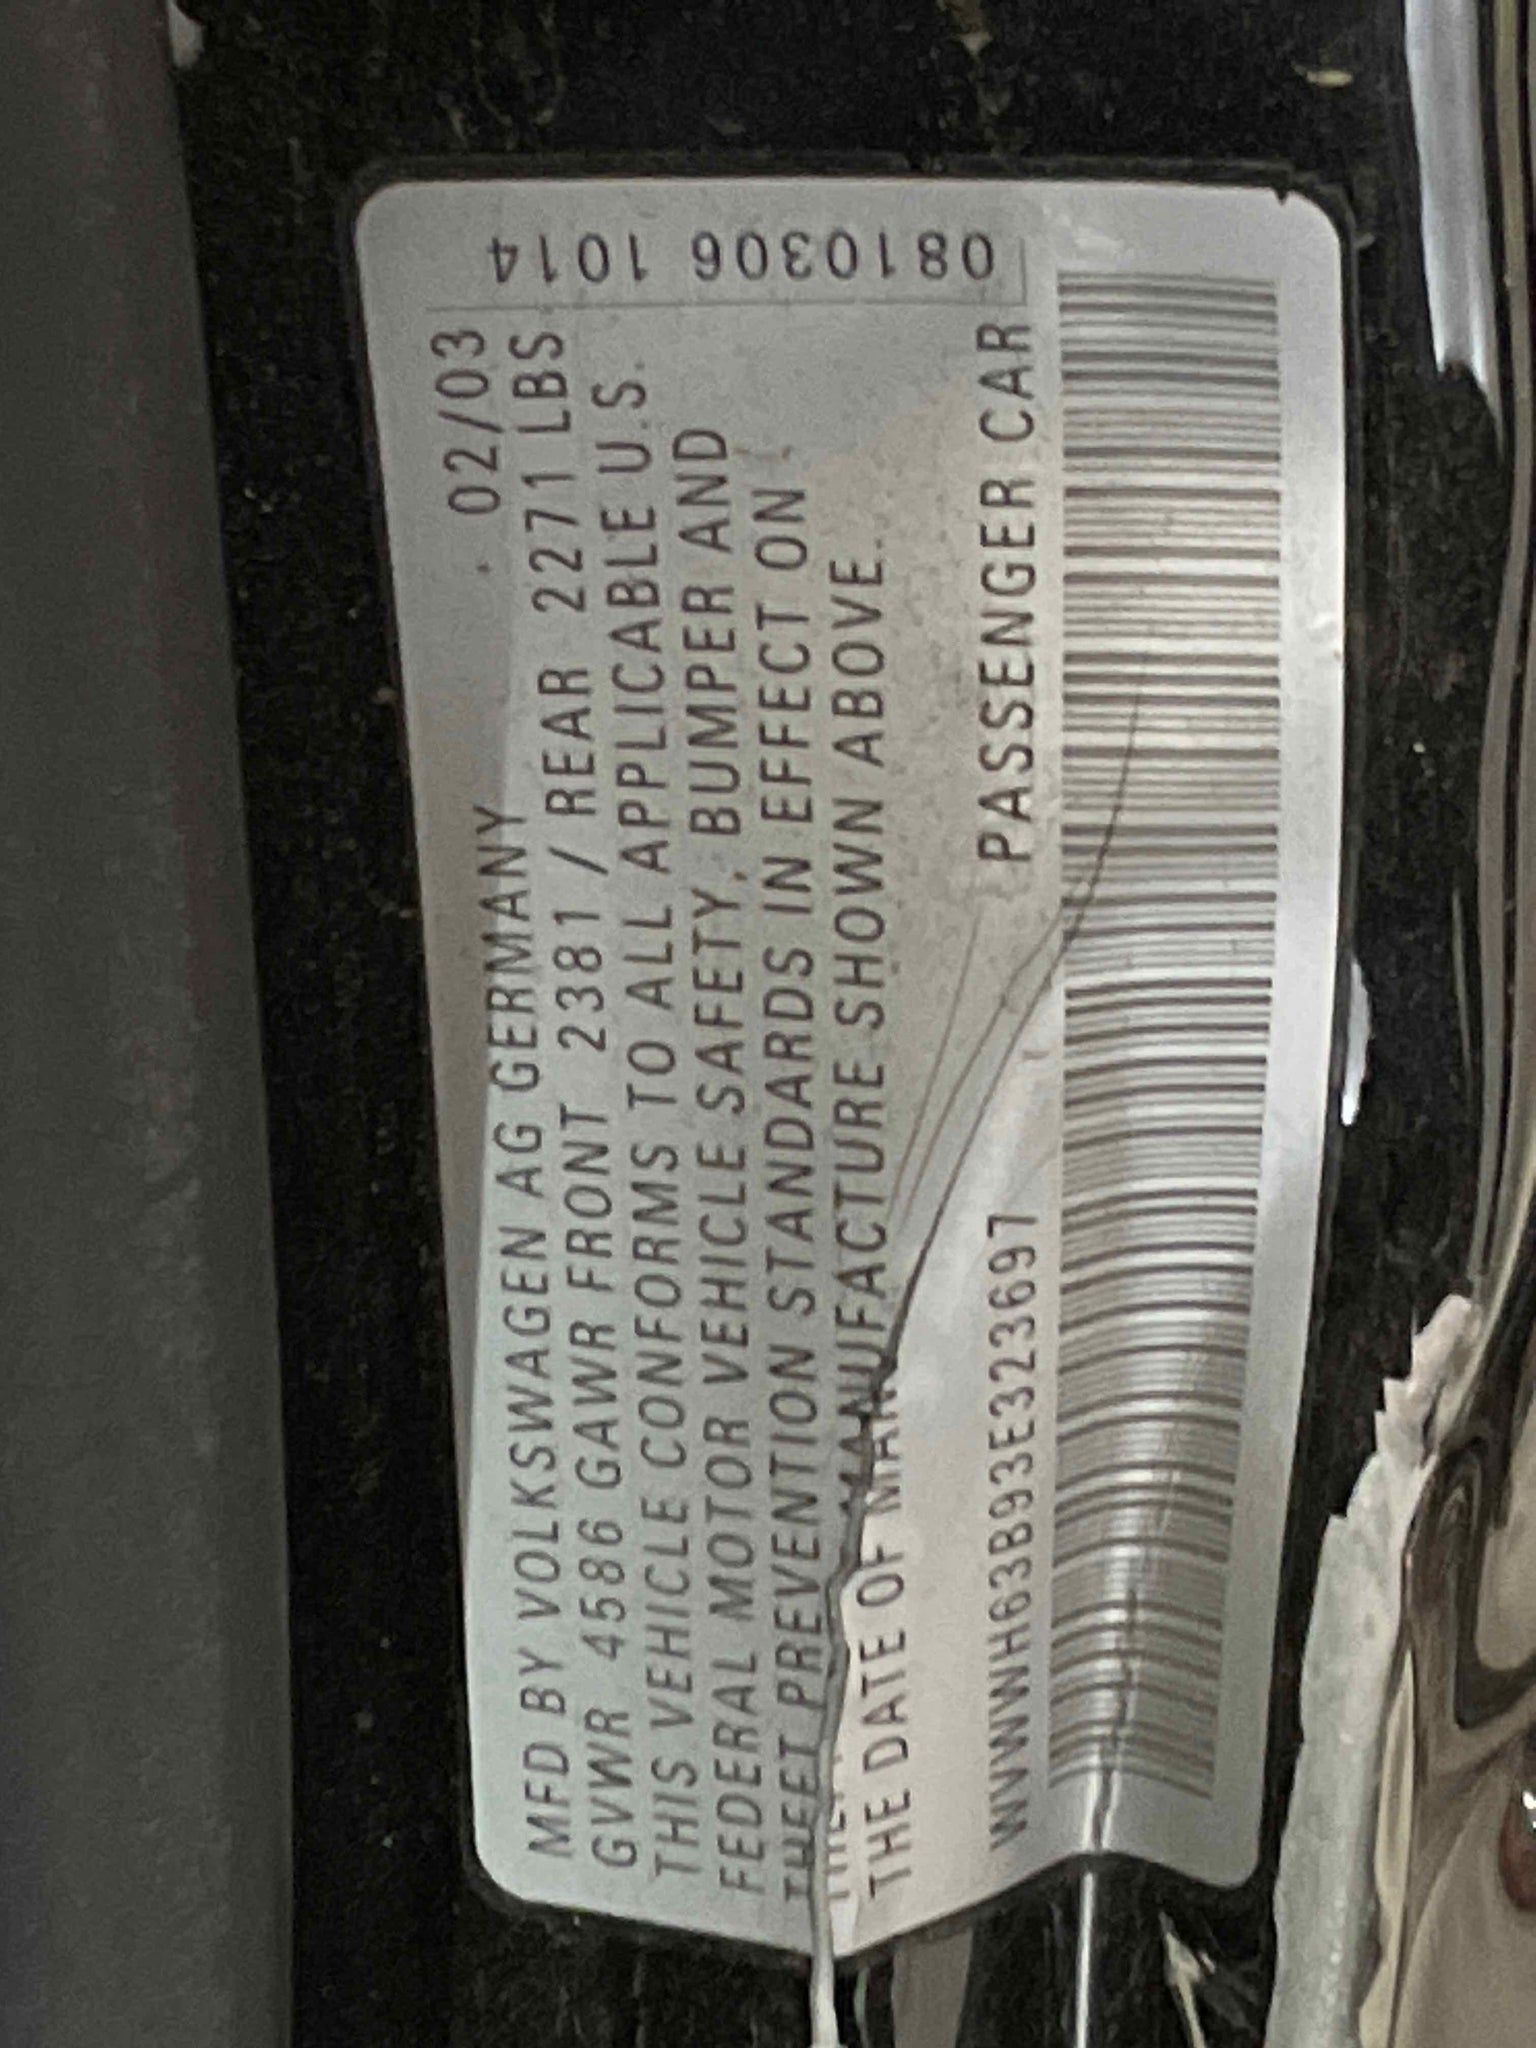 MFD BY VOLKSWAGEN AG GERMANY . 02/03
GVWR 4586 GAWR FRONT 2381 / REAR 2271 LBS
THIS VEHICLE CONFORMS TO ALL APPLICABLE U.S.
FEDERAL MOTOR VEHICLE SAFETY, BUMPER AND
THEFT PREVENTION STANDARDS IN EFFECT ON
THE DATE OF MANUFACTURE SHOWN ABOVE.
WVWWH63B93E323697 PASSENGER CAR
0810306 1014